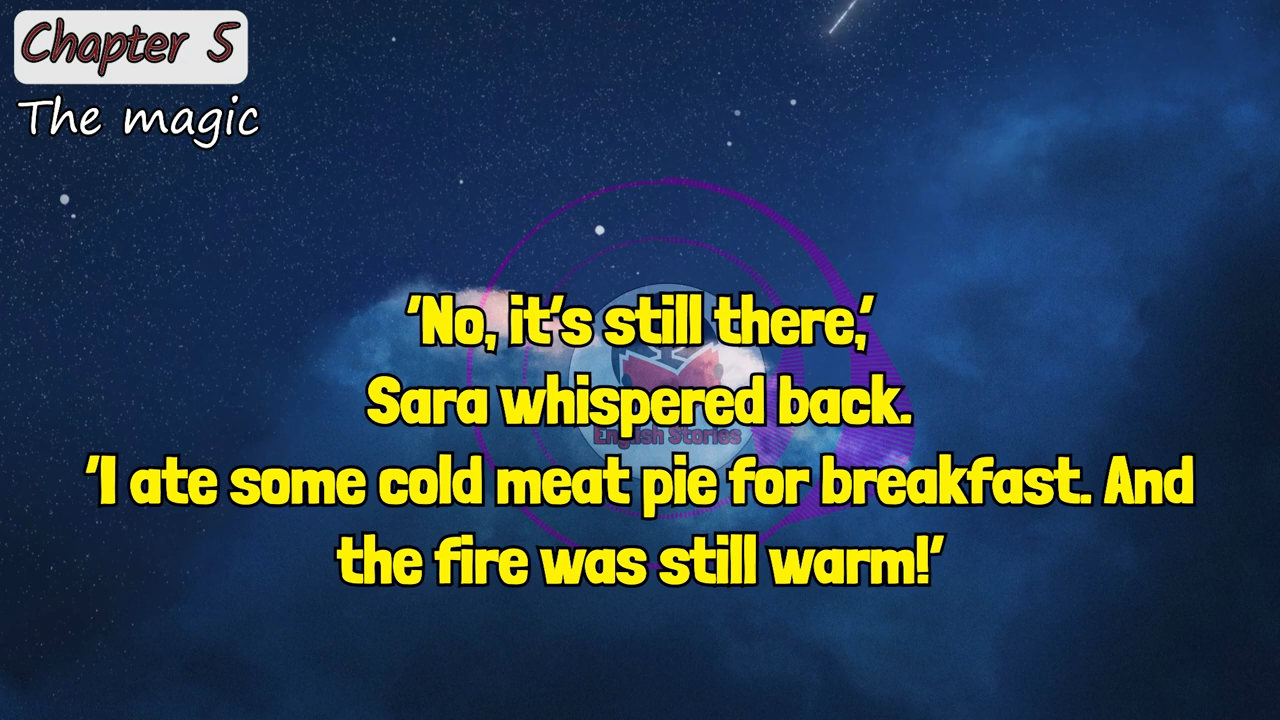 Chapter 5
The magic
'No, it's still there,'
Sara whispered back.
English Stories
'I ate some cold meat pie for breakfast. And
the fire was still warm!'